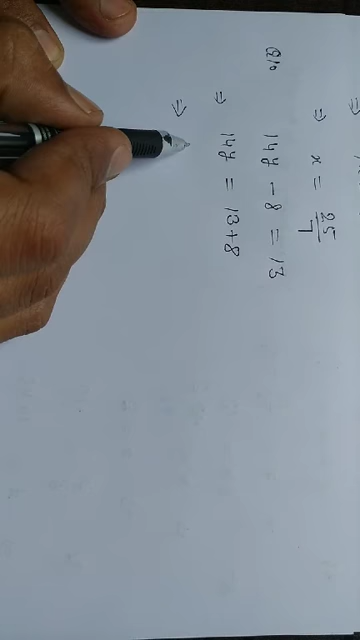 ⇒ x = 25/7
Q10 14y - 8 = 13
⇒ 14y = 13 + 8
⇒